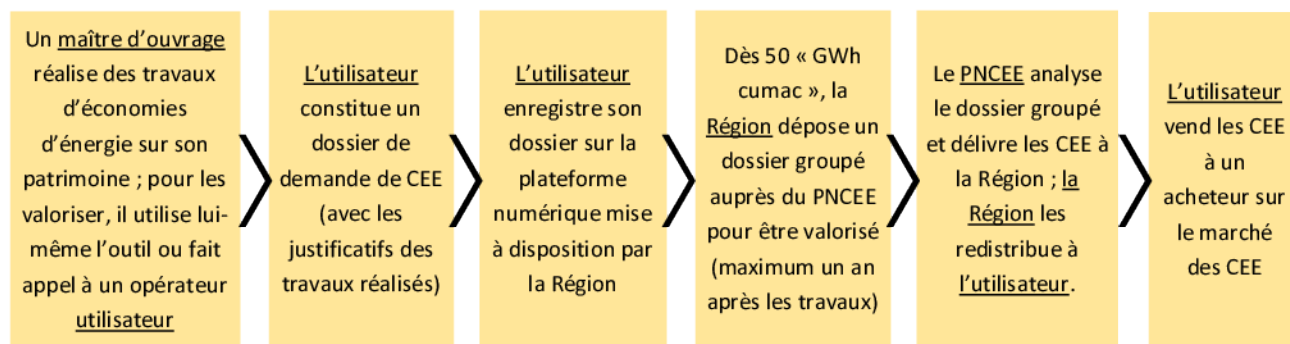 Un maître d’ouvrage
réalise des travaux
d’économies
d’énergie sur son
patrimoine ; pour les
valoriser, il utilise lui-
même l’outil ou fait
appel à un opérateur
utilisateur
L’utilisateur
constitue un
dossier de
demande de CEE
(avec les
justificatifs des
travaux réalisés)
L’utilisateur
enregistre son
dossier sur la
plateforme
numérique mise
à disposition par
la Région
Dès 50 « GWh
cumac », la
Région dépose un
dossier groupé
auprès du PNCEE
pour être valorisé
(maximum un an
après les travaux)
Le PNCEE analyse
le dossier groupé
et délivre les CEE à
la Région ; la
Région les
redistribue à
l’utilisateur.
L’utilisateur
vend les CEE
à un
acheteur sur
le marché
des CEE